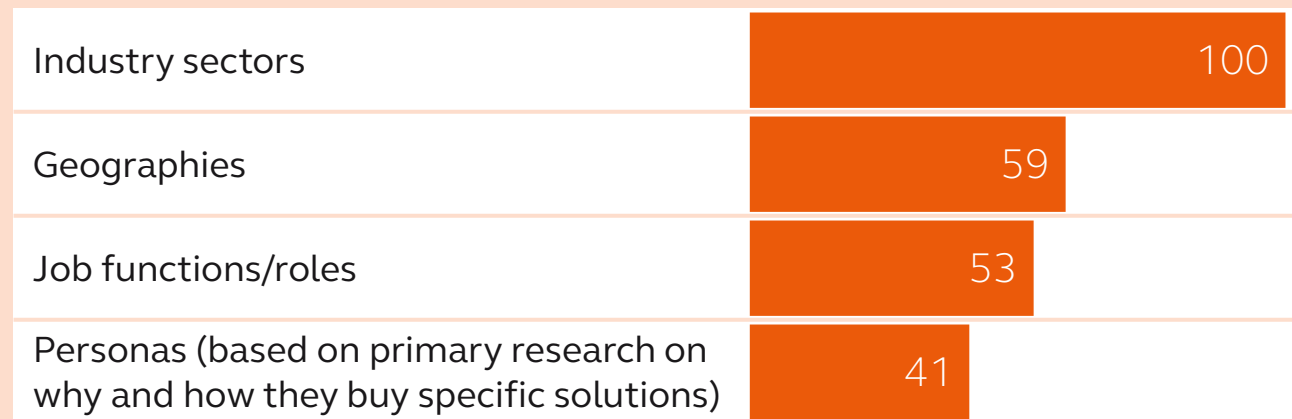 Industry sectors
100
Geographies
59
Job functions/roles
53
Personas (based on primary research on
why and how they buy specific solutions)
41